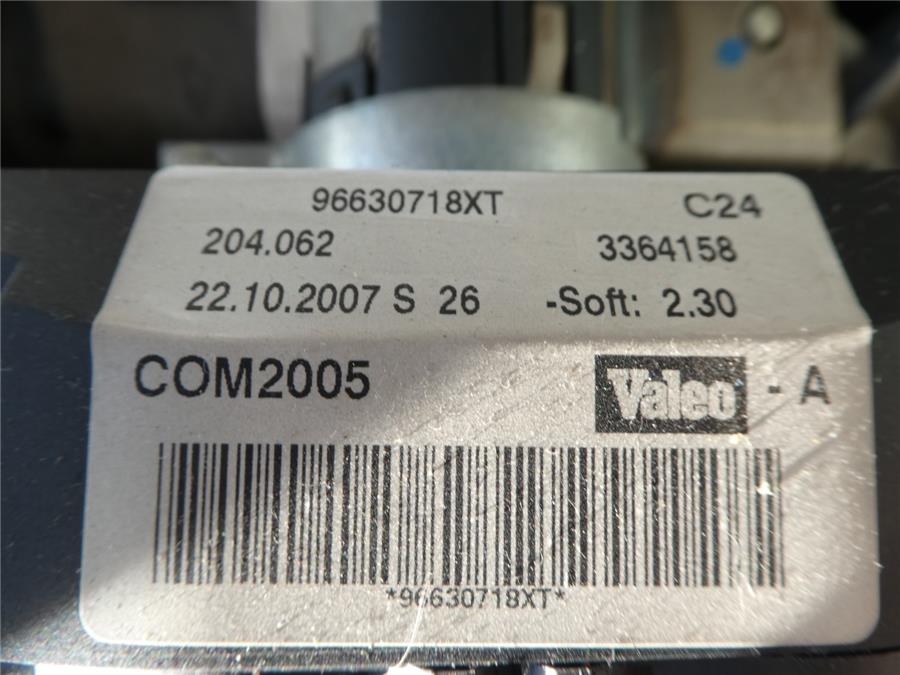 96630718XT C24
204.062 3364158
22.10.2007 S 26 -Soft: 2.30
COM2005 Valeo - A
*96630718XT*